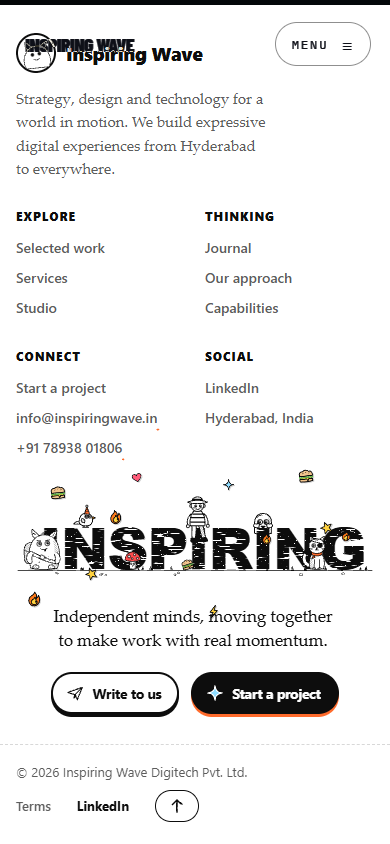 INSPIRING WAVE
Inspiring Wave
MENU
Strategy, design and technology for a
world in motion. We build expressive
digital experiences from Hyderabad
to everywhere.
EXPLORE
Selected work
Services
Studio
THINKING
Journal
Our approach
Capabilities
CONNECT
Start a project
info@inspiringwave.in
+91 78938 01806
SOCIAL
LinkedIn
Hyderabad, India
INSPIRING
Independent minds, moving together
to make work with real momentum.
Write to us
Start a project
© 2026 Inspiring Wave Digitech Pvt. Ltd.
Terms
LinkedIn